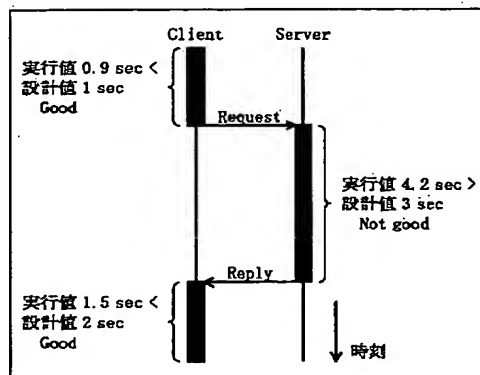 Client Server
実行値 0.9 sec <
設計値 1 sec
Good
Request
実行値 4.2 sec >
設計値 3 sec
Not good
Reply
実行値 1.5 sec <
設計値 2 sec
Good
時刻